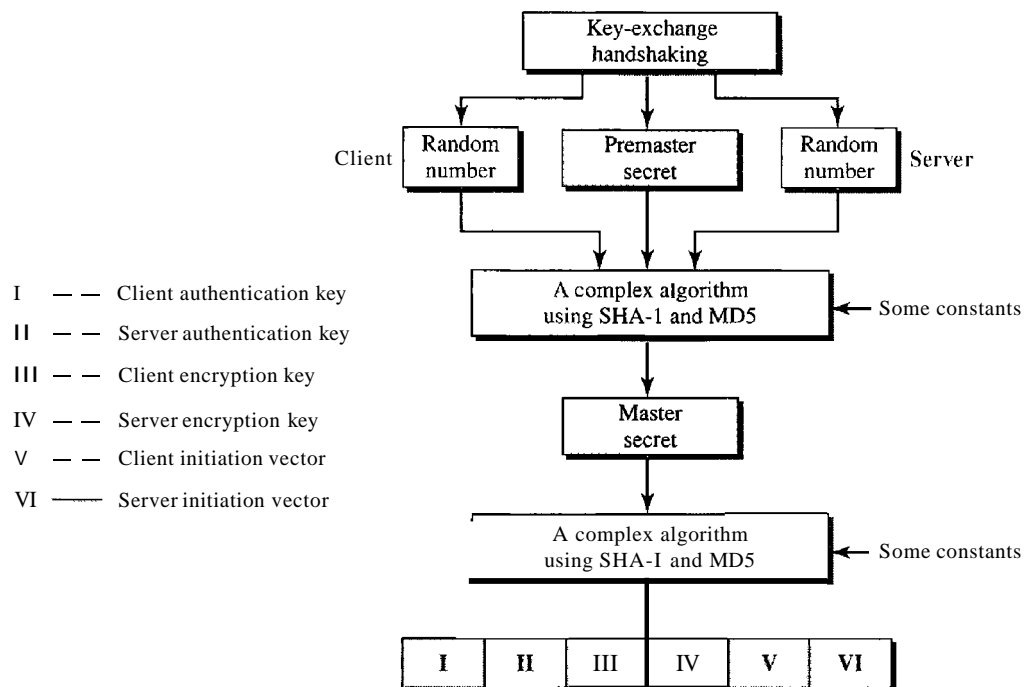 Key-exchange
handshaking
Client
Random
number
Premaster
secret
Random
number
Server
A complex algorithm
using SHA-1 and MD5
Some constants
I — — Client authentication key
II — — Server authentication key
III — — Client encryption key
IV — — Server encryption key
V — — Client initiation vector
VI —— Server initiation vector
Master
secret
A complex algorithm
using SHA-I and MD5
Some constants
I II III IV V VI